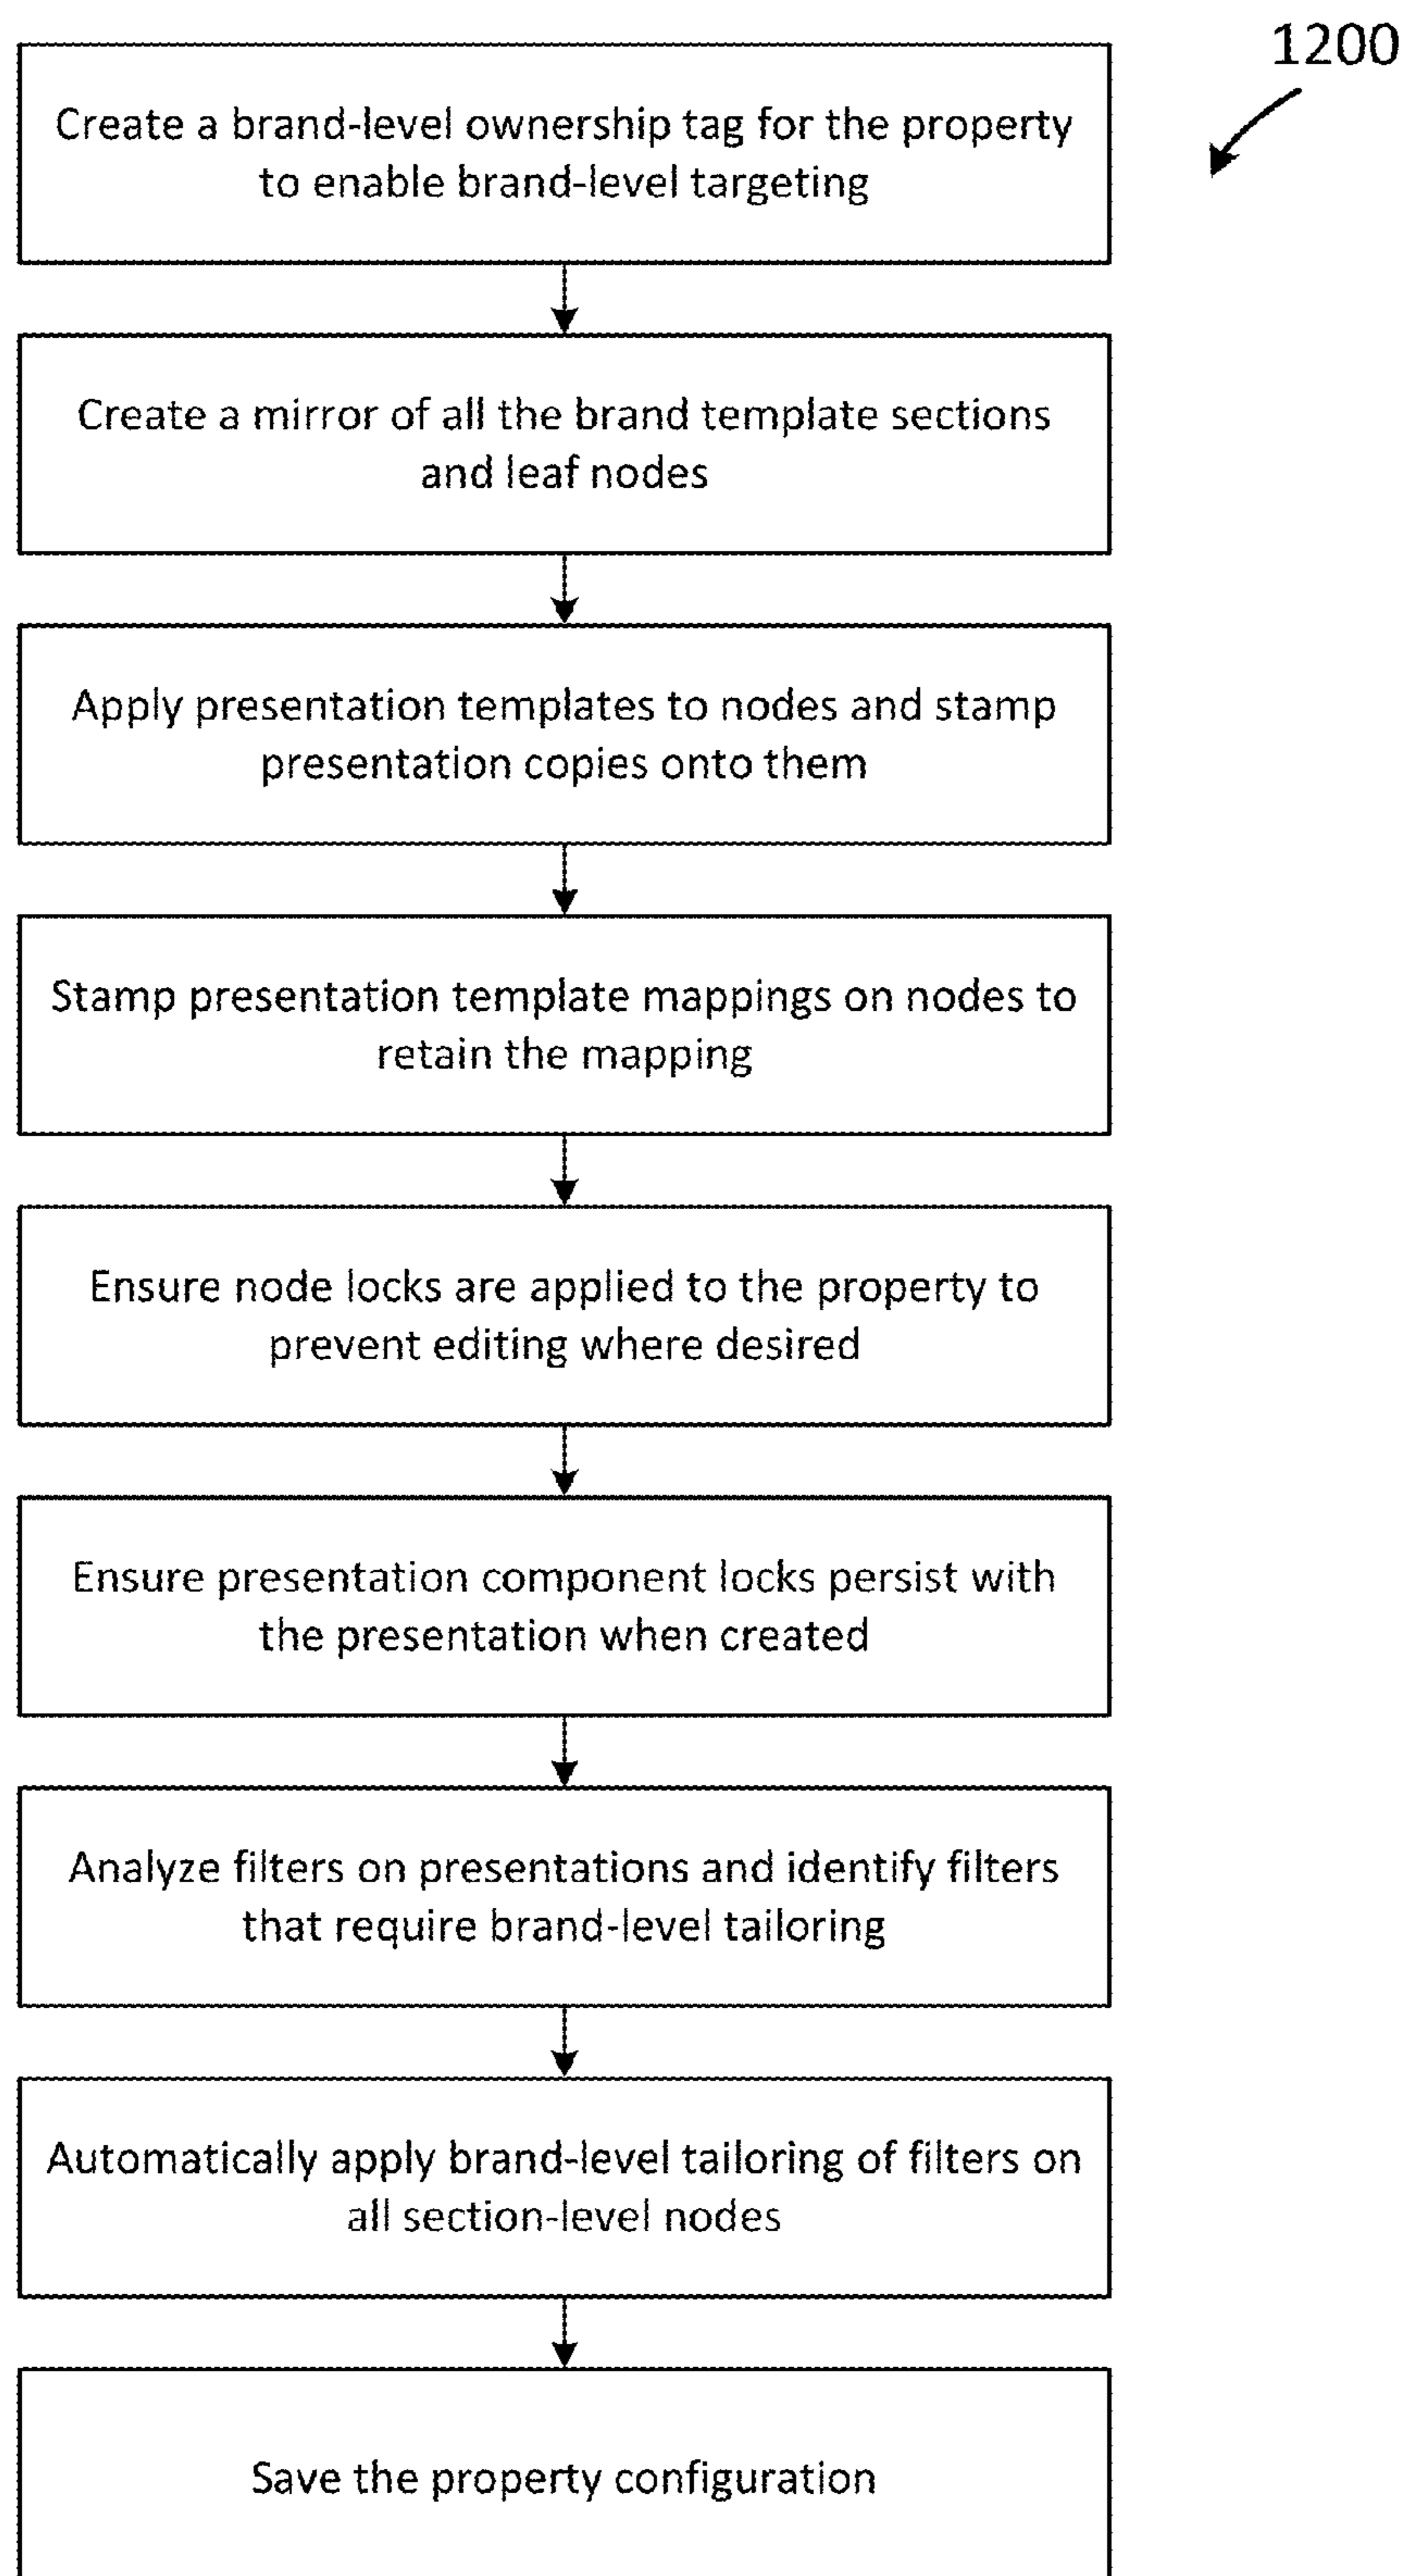 1200
Create a brand-level ownership tag for the property
to enable brand-level targeting
Create a mirror of all the brand template sections
and leaf nodes
Apply presentation templates to nodes and stamp
presentation copies onto them
Stamp presentation template mappings on nodes to
retain the mapping
Ensure node locks are applied to the property to
prevent editing where desired
Ensure presentation component locks persist with
the presentation when created
Analyze filters on presentations and identify filters
that require brand-level tailoring
Automatically apply brand-level tailoring of filters on
all section-level nodes
Save the property configuration